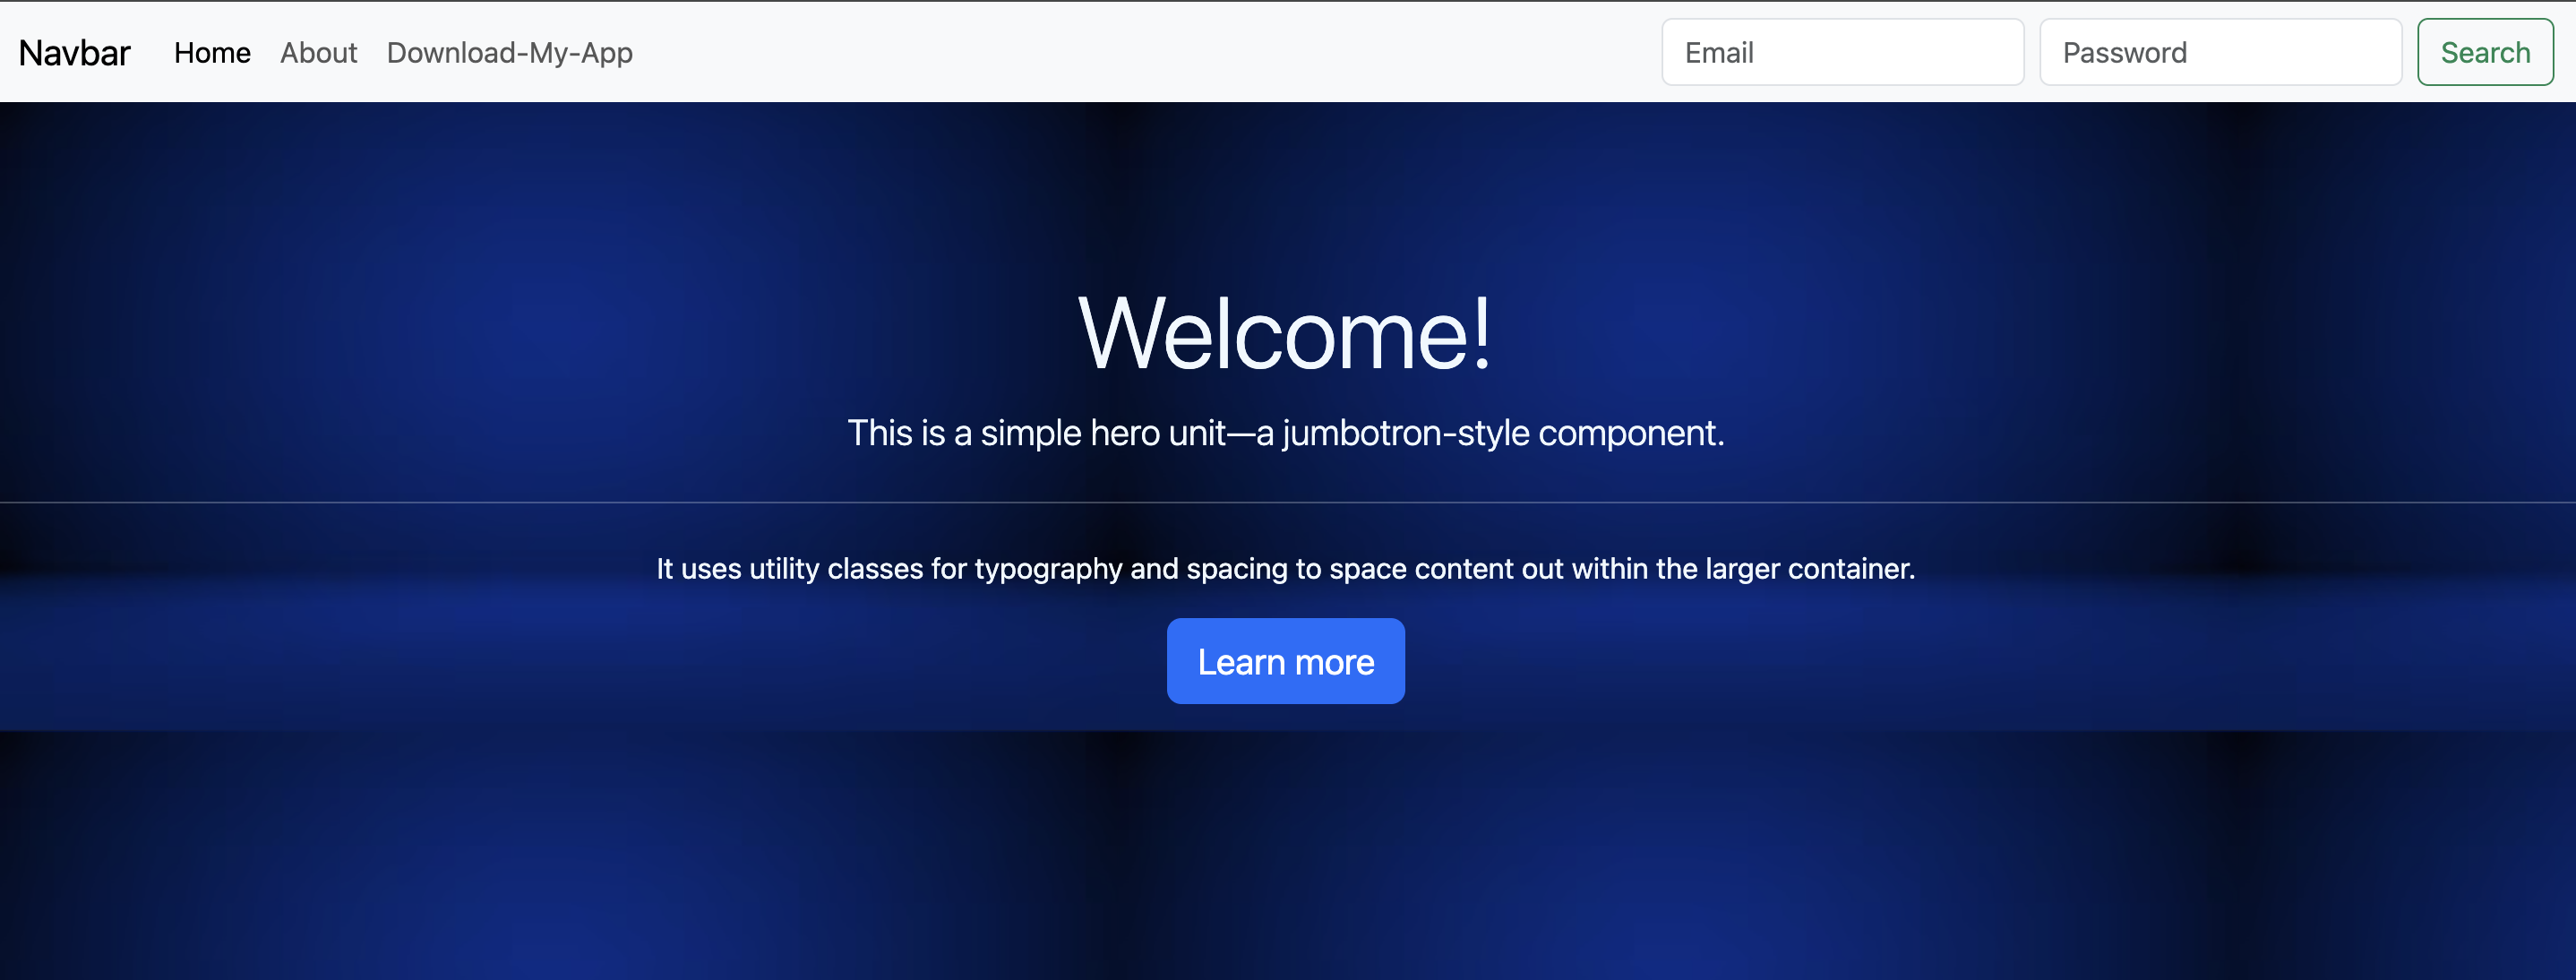 Navbar Home About Download-My-App Email Password Search
Welcome!
This is a simple hero unit—a jumbotron-style component.
It uses utility classes for typography and spacing to space content out within the larger container.
Learn more